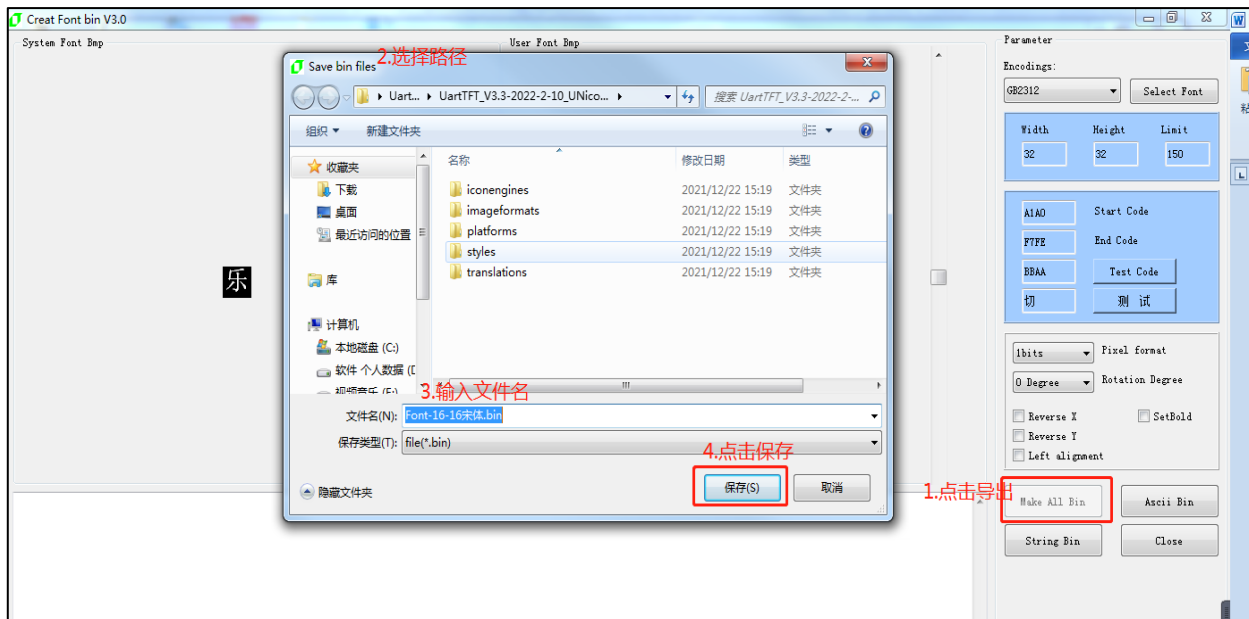 Creat Font bin V3.0
System Font Bmp
User Font Bmp
2.选择路径
Save bin files
Uart... UartTFT_V3.3-2022-2-10_UNico...
搜索 UartTFT_V3.3-2022-2-...
组织 新建文件夹
收藏夹
下载
桌面
最近访问的位置
库
计算机
本地磁盘 (C:)
软件 个人数据 (D
视频音乐 (E:)
名称 修改日期 类型
iconengines 2021/12/22 15:19 文件夹
imageformats 2021/12/22 15:19 文件夹
platforms 2021/12/22 15:19 文件夹
styles 2021/12/22 15:19 文件夹
translations 2021/12/22 15:19 文件夹
3.输入文件名
文件名(N): Font-16-16宋体.bin
保存类型(T): file(*.bin)
4.点击保存
隐藏文件夹
保存(S) 取消
乐
Parameter
Encodings:
GB2312 Select Font
Width Height Limit
32 32 150
A1A0 Start Code
F7FE End Code
BBAA Test Code
切 测 试
1bits Pixel format
0 Degree Rotation Degree
Reverse X SetBold
Reverse Y
Left alignment
1.点击导出
Make All Bin Ascii Bin
String Bin Close
W
L